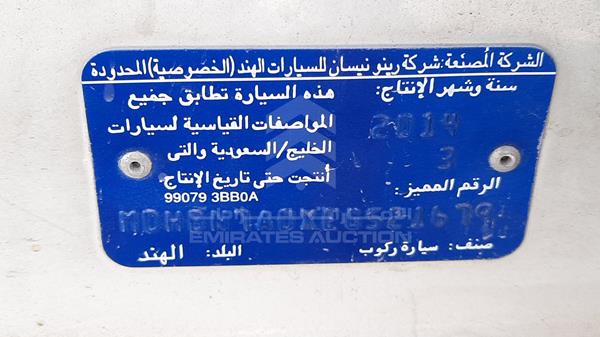 الشركة المصنعة: شركة رينو نيسان للسيارات الهند (الخصوصية) المحدودة
سنة وشهر الإنتاج:
2014
3
هذه السيارة تطابق جميع
المواصفات القياسية لسيارات
الخليج/السعودية والتى
أنتجت حتى تاريخ الإنتاج.
99079 3BB0A
الرقم المميز:
EMIRATES AUCTION
صنف: سيارة ركوب
البلد: الهند